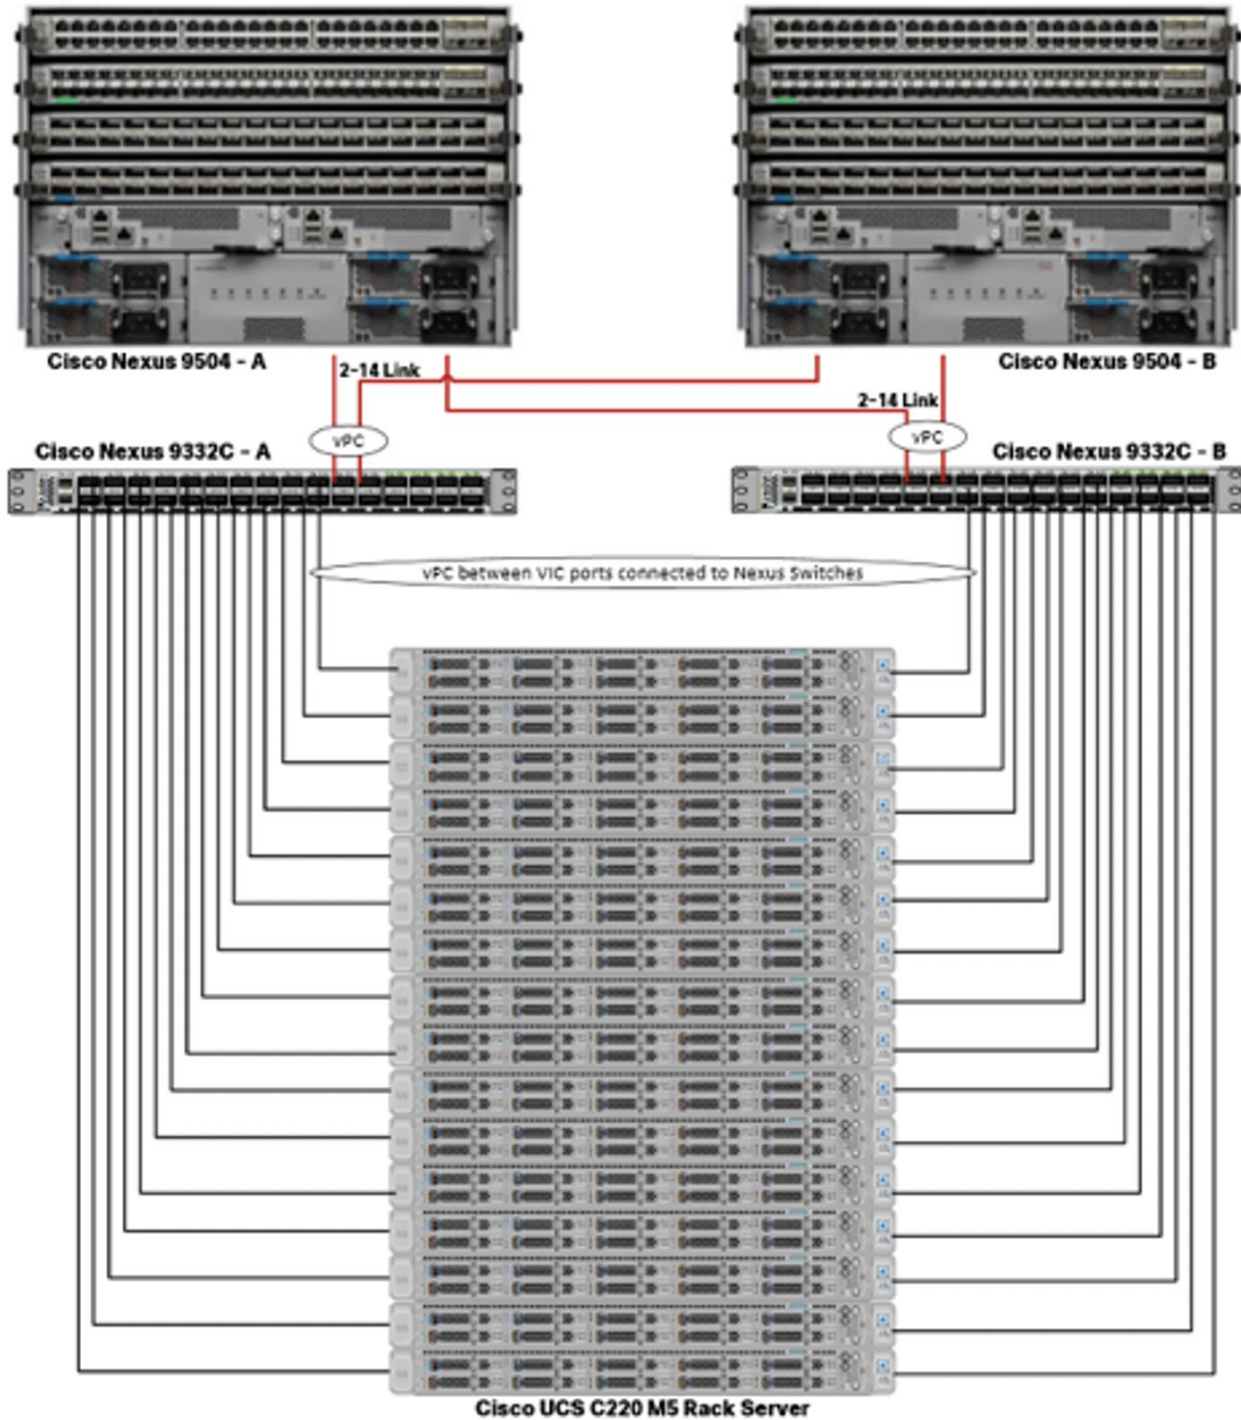 Cisco Nexus 9504 - A
Cisco Nexus 9504 - B
2-14 Link
2-14 Link
vPC
vPC
Cisco Nexus 9332C - A
Cisco Nexus 9332C - B
vPC between VIC ports connected to Nexus Switches
Cisco UCS C220 M5 Rack Server